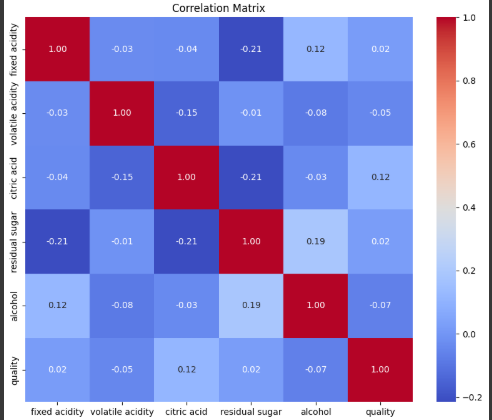 Correlation Matrix
fixed acidity 1.00 -0.03 -0.04 -0.21 0.12 0.02
volatile acidity -0.03 1.00 -0.15 -0.01 -0.08 -0.05
citric acid -0.04 -0.15 1.00 -0.21 -0.03 0.12
residual sugar -0.21 -0.01 -0.21 1.00 0.19 0.02
alcohol 0.12 -0.08 -0.03 0.19 1.00 -0.07
quality 0.02 -0.05 0.12 0.02 -0.07 1.00
fixed acidity volatile acidity citric acid residual sugar alcohol quality
1.0
0.8
0.6
0.4
0.2
0.0
−0.2